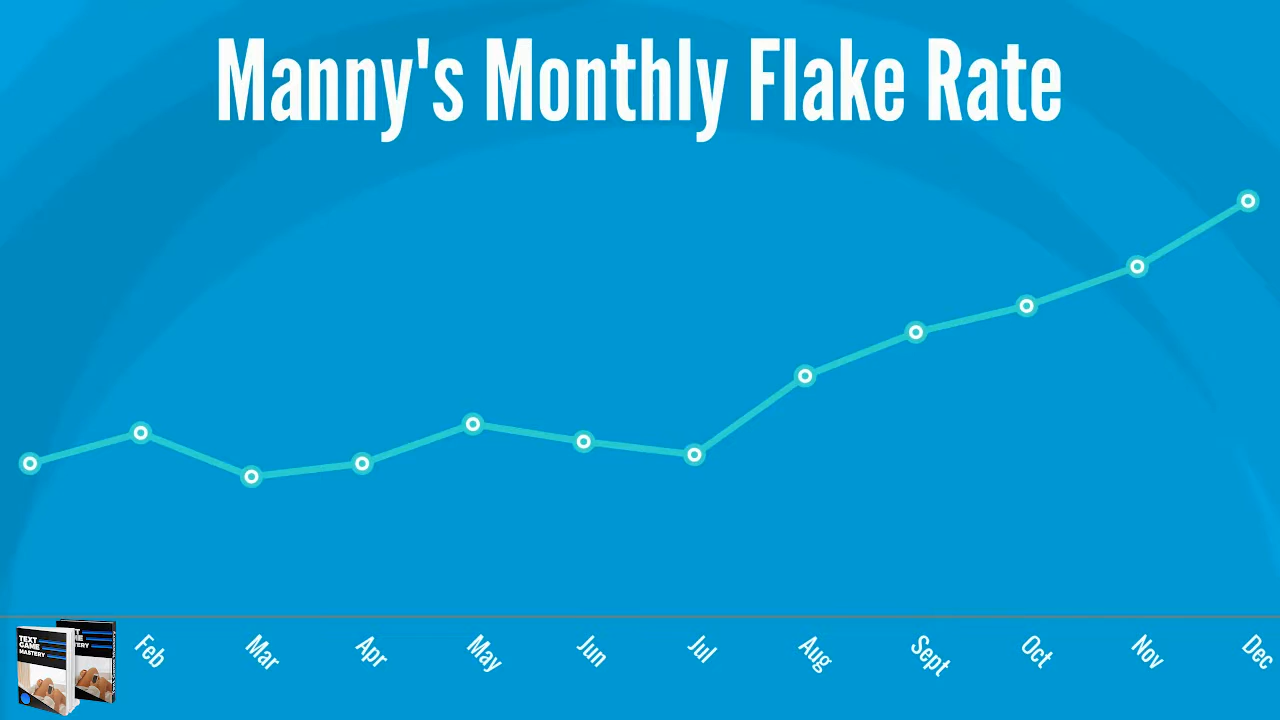 Manny's Monthly Flake Rate
Feb
Mar
Apr
May
Jun
Jul
Aug
Sept
Oct
Nov
Dec
TEXT
GAME
MASTERY